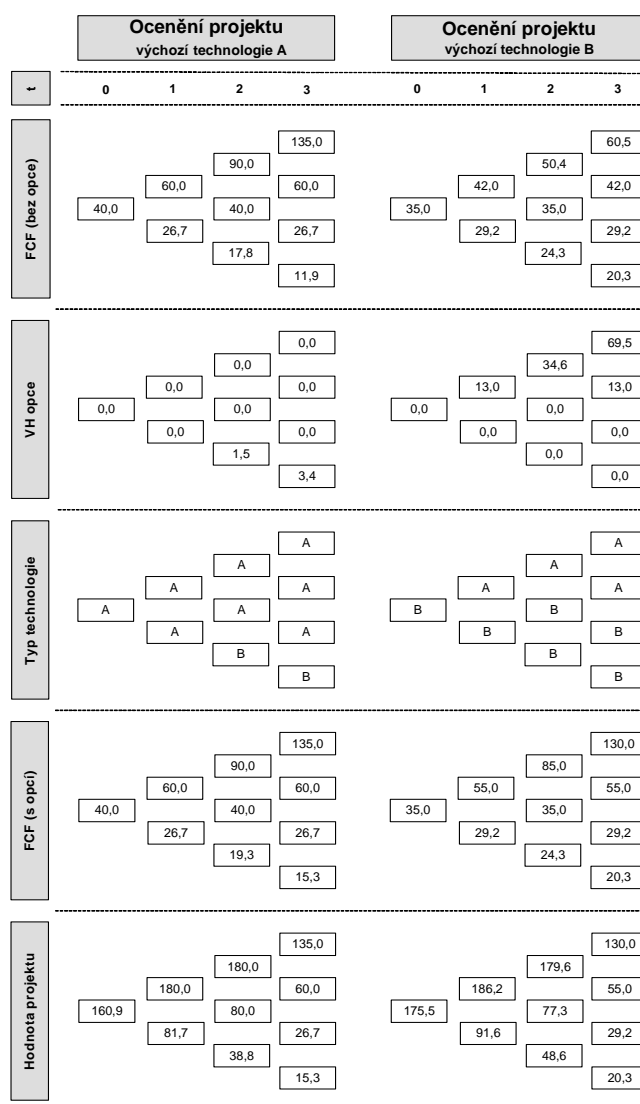 Ocenění projektu
výchozí technologie A
Ocenění projektu
výchozí technologie B
t
0 1 2 3 0 1 2 3
FCF (bez opce)
135,0 60,5
90,0 50,4
60,0 60,0 42,0 42,0
40,0 40,0 35,0 35,0
26,7 26,7 29,2 29,2
17,8 24,3
11,9 20,3
VH opce
0,0 69,5
0,0 34,6
0,0 0,0 13,0 13,0
0,0 0,0 0,0 0,0
0,0 0,0 0,0 0,0
1,5 0,0
3,4 0,0
Typ technologie
A A
A A
A A A A
A A B B
A A B B
B B
B B
FCF (s opcí)
135,0 130,0
90,0 85,0
60,0 60,0 55,0 55,0
40,0 40,0 35,0 35,0
26,7 26,7 29,2 29,2
19,3 24,3
15,3 20,3
Hodnota projektu
135,0 130,0
180,0 179,6
180,0 60,0 186,2 55,0
160,9 80,0 175,5 77,3
81,7 26,7 91,6 29,2
38,8 48,6
15,3 20,3